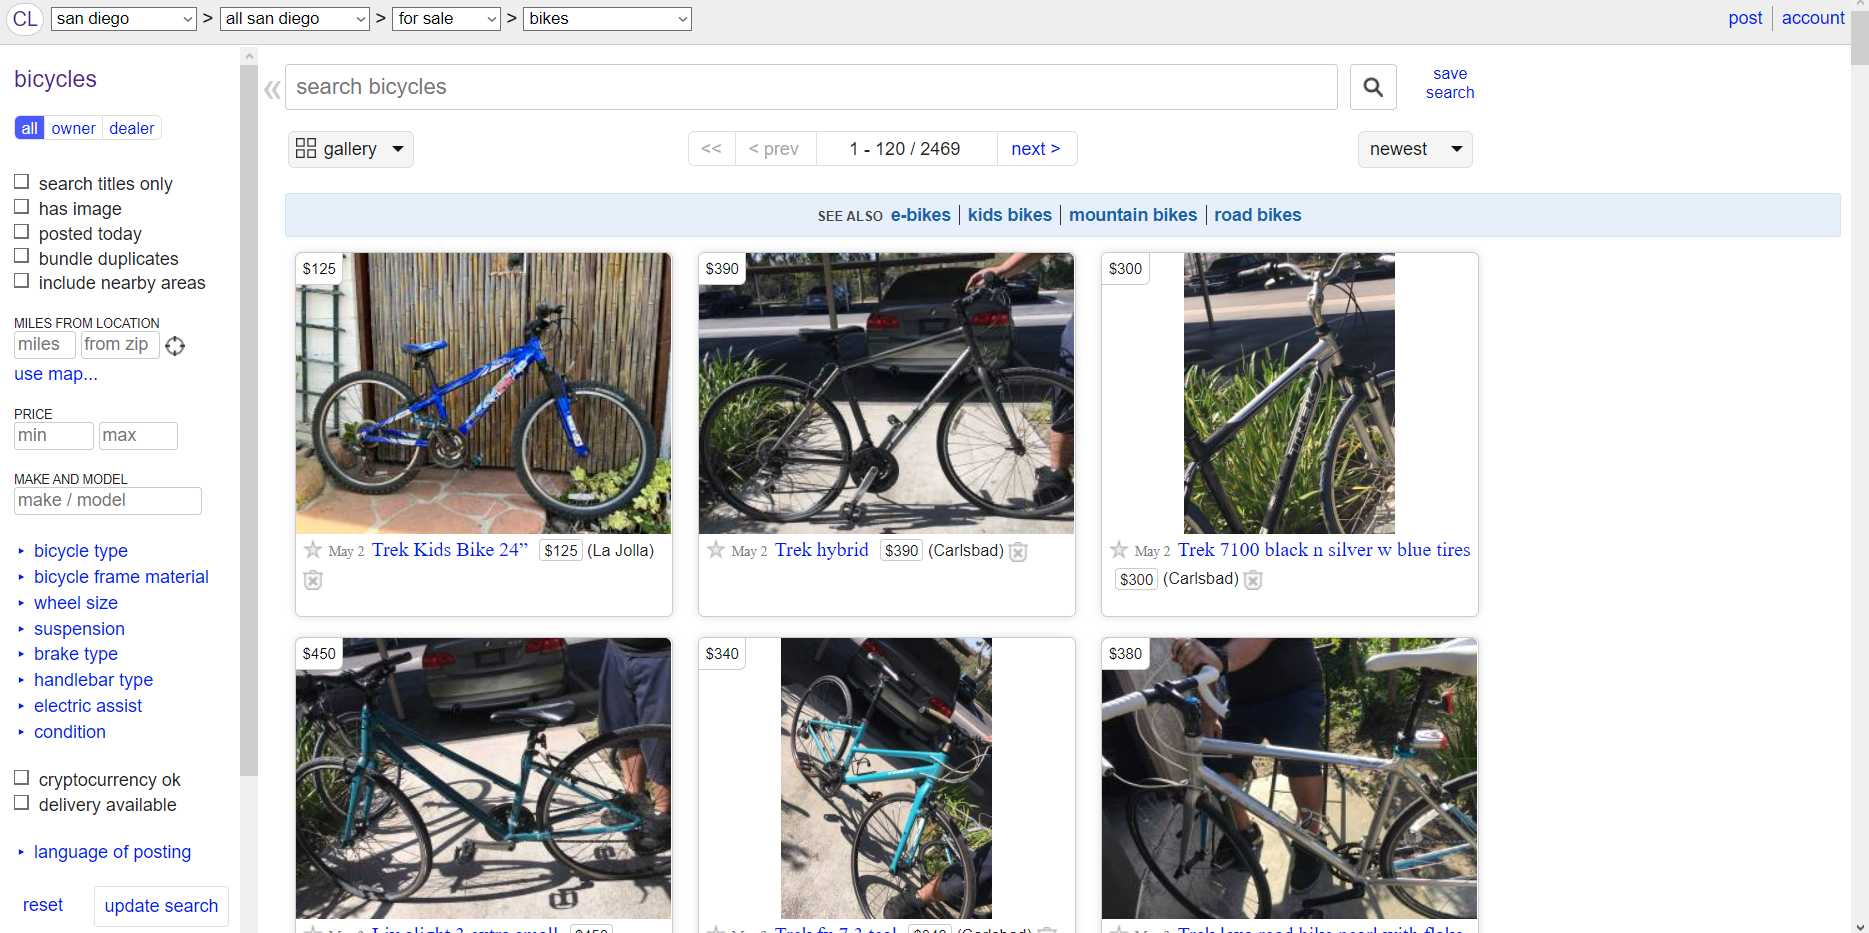 CL san diego > all san diego > for sale > bikes post account
bicycles
all owner dealer
search titles only
has image
posted today
bundle duplicates
include nearby areas
MILES FROM LOCATION
miles from zip
use map...
PRICE
min max
MAKE AND MODEL
make / model
bicycle type
bicycle frame material
wheel size
suspension
brake type
handlebar type
electric assist
condition
cryptocurrency ok
delivery available
language of posting
reset update search
search bicycles
save
search
gallery << < prev 1 - 120 / 2469 next > newest
SEE ALSO e-bikes kids bikes mountain bikes road bikes
$125
May 2 Trek Kids Bike 24” $125 (La Jolla)
$390
May 2 Trek hybrid $390 (Carlsbad)
$300
TREK
May 2 Trek 7100 black n silver w blue tires
$300 (Carlsbad)
$450
$340
$380